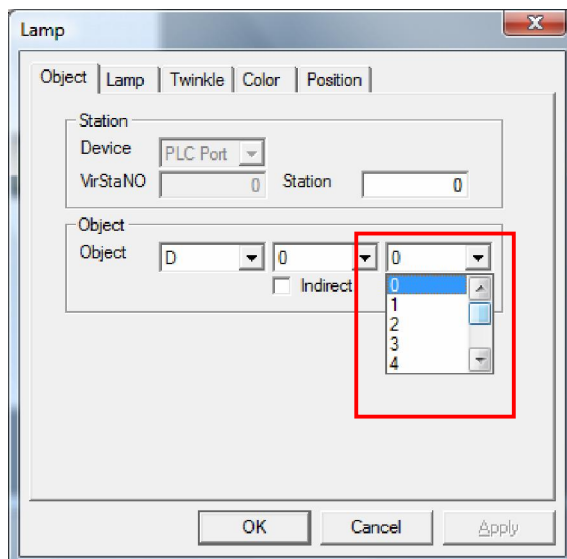 Lamp
Object Lamp Twinkle Color Position
Station
Device PLC Port
VirStaNO 0 Station 0
Object
Object D 0 0
Indirect 0
1
2
3
4
OK Cancel Apply